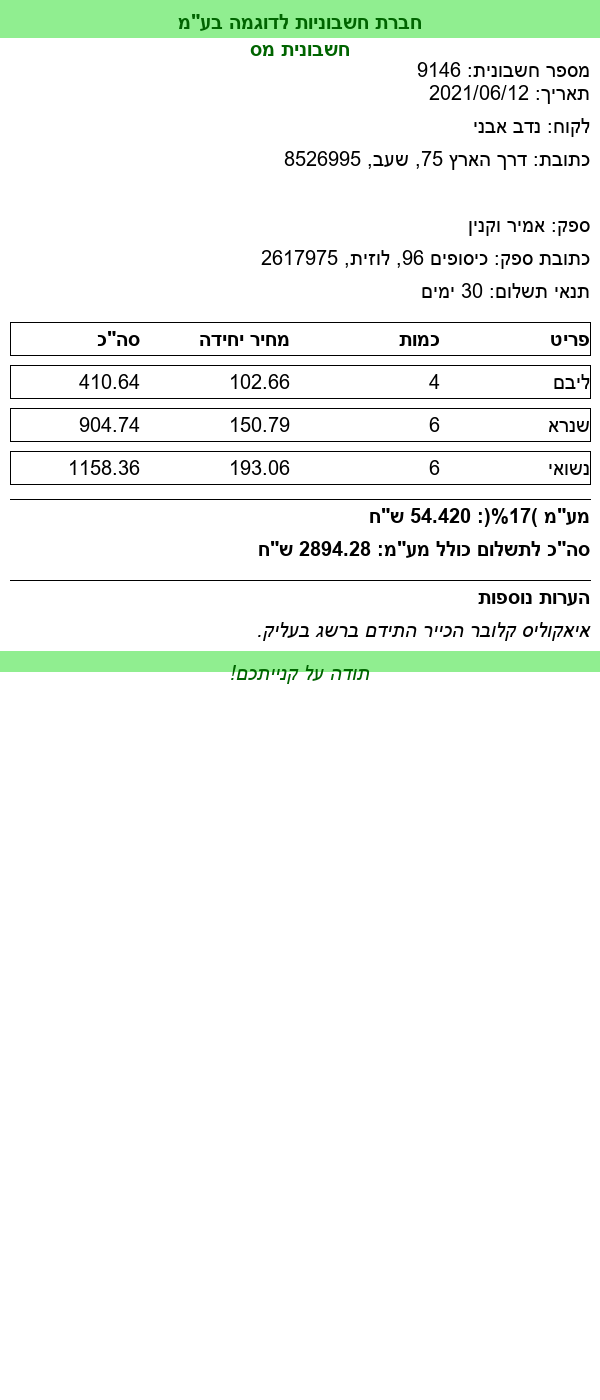 חברת חשבוניות לדוגמה בע"מ
חשבונית מס
מספר חשבונית: 9146
תאריך: 2021/06/12
לקוח: נדב אבני
כתובת: דרך הארץ 75, שעב, 8526995
ספק: אמיר וקנין
כתובת ספק: כיסופים 96, לוזית, 2617975
תנאי תשלום: 30 ימים
פריט כמות מחיר יחידה סה"כ
ליבם 4 102.66 410.64
שנרא 6 150.79 904.74
נשואי 6 193.06 1158.36
מע"מ )17%(: 54.420 ש"ח
סה"כ לתשלום כולל מע"מ: 2894.28 ש"ח
הערות נוספות
איאקוליס קלובר הכייר התידם ברשג בעליק.
תודה על קנייתכם!